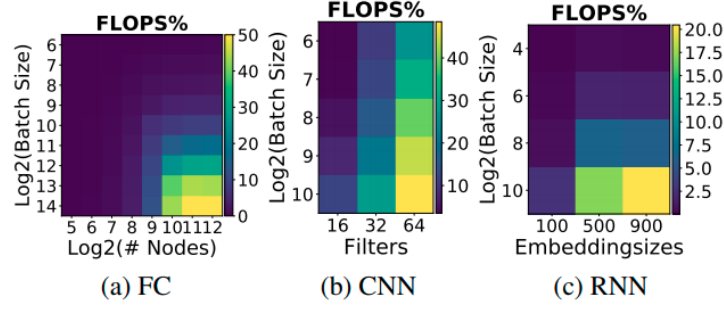 FLOPS%
Log2(Batch Size)
6
7
8
9
10
11
12
13
14
5 6 7 8 9 10 11 12
Log2(# Nodes)
50
40
30
20
10
0
(a) FC
FLOPS%
Log2(Batch Size)
6
7
8
9
10
16 32 64
Filters
40
30
20
10
(b) CNN
FLOPS%
Log2(Batch Size)
4
6
8
10
100 500 900
Embeddingsizes
20.0
17.5
15.0
12.5
10.0
7.5
5.0
2.5
(c) RNN